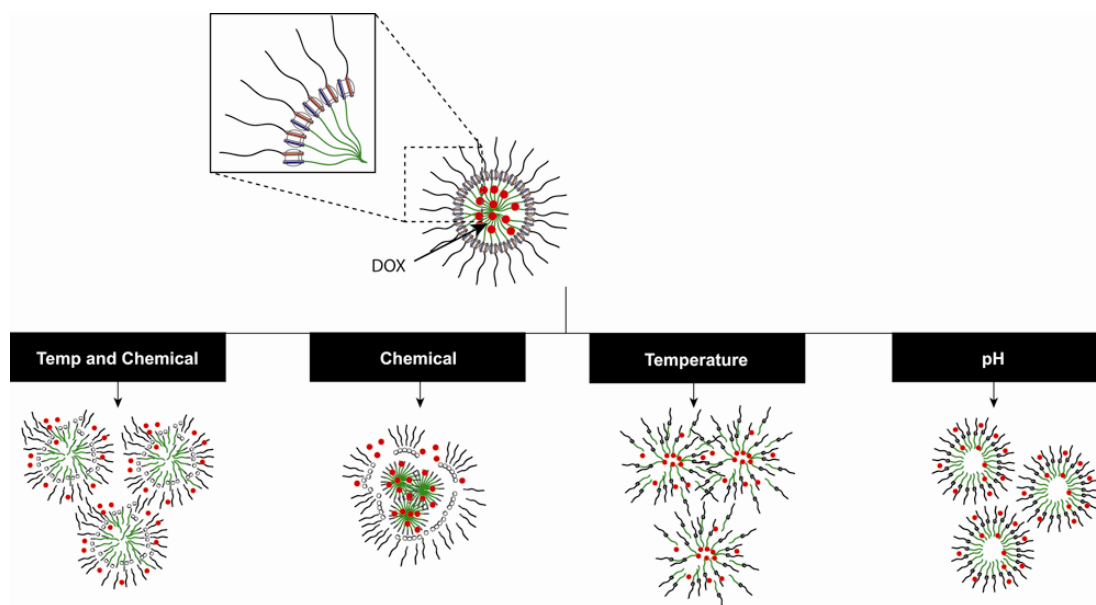 DOX
Temp and Chemical
Chemical
Temperature
pH